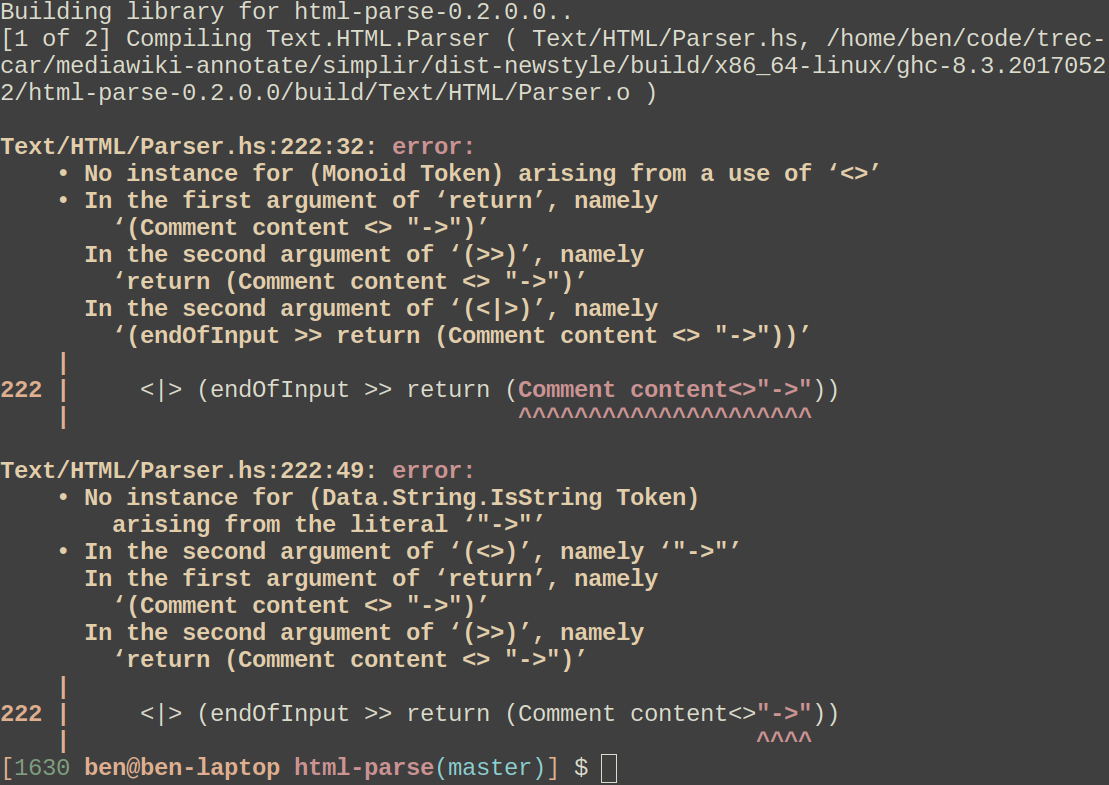 Building library for html-parse-0.2.0.0..
[1 of 2] Compiling Text.HTML.Parser ( Text/HTML/Parser.hs, /home/ben/code/trec-
car/mediawiki-annotate/simplir/dist-newstyle/build/x86_64-linux/ghc-8.3.2017052
2/html-parse-0.2.0.0/build/Text/HTML/Parser.o )

Text/HTML/Parser.hs:222:32: error:
    • No instance for (Monoid Token) arising from a use of ‘<>’
    • In the first argument of ‘return’, namely
        ‘(Comment content <> "->")’
      In the second argument of ‘(>>)’, namely
        ‘return (Comment content <> "->")’
      In the second argument of ‘(<|>)’, namely
        ‘(endOfInput >> return (Comment content <> "->"))’
    |
222 |     <|> (endOfInput >> return (Comment content<>"->"))
    |                                ^^^^^^^^^^^^^^^^^^^^^

Text/HTML/Parser.hs:222:49: error:
    • No instance for (Data.String.IsString Token)
        arising from the literal ‘"->"’
    • In the second argument of ‘(<>)’, namely ‘"->"’
      In the first argument of ‘return’, namely
        ‘(Comment content <> "->")’
      In the second argument of ‘(>>)’, namely
        ‘return (Comment content <> "->")’
    |
222 |     <|> (endOfInput >> return (Comment content<>"->"))
    |                                                 ^^^^
[1630 ben@ben-laptop html-parse(master)] $